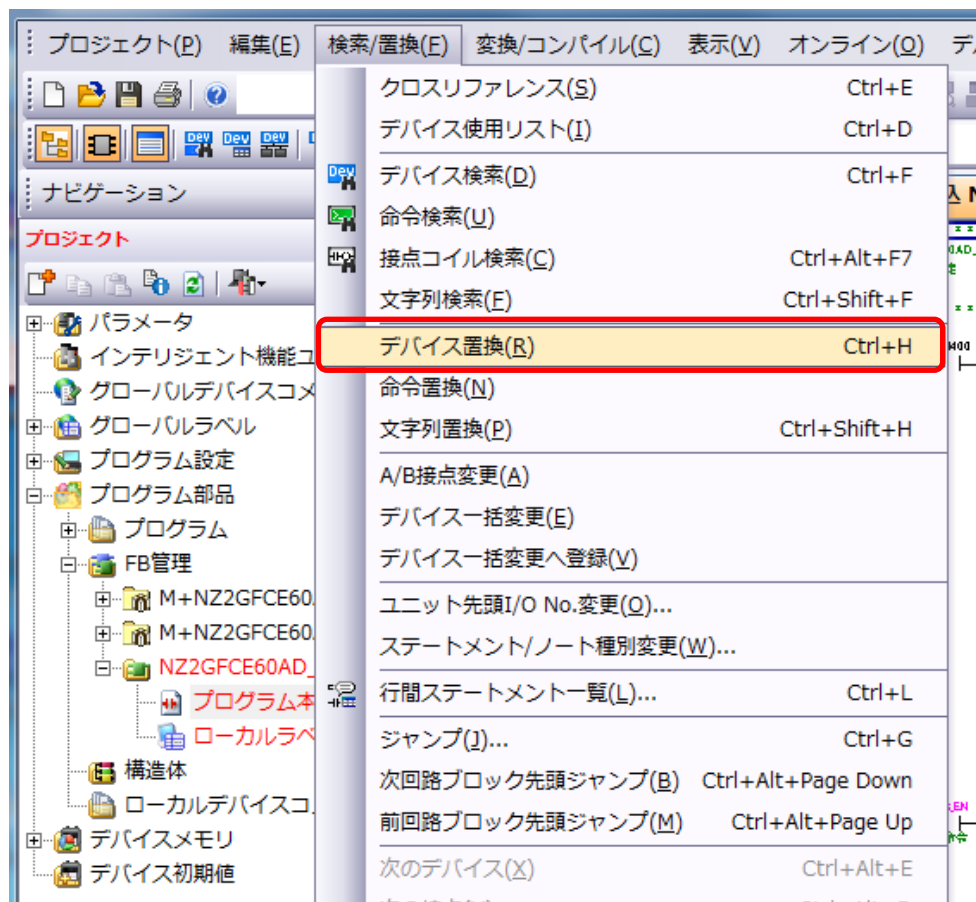 プロジェクト(P) 編集(E) 検索/置換(F) 変換/コンパイル(C) 表示(V) オンライン(O)
クロスリファレンス(S) Ctrl+E
デバイス使用リスト(I) Ctrl+D
デバイス検索(D) Ctrl+F
命令検索(U)
接点コイル検索(C) Ctrl+Alt+F7
文字列検索(F) Ctrl+Shift+F
デバイス置換(R) Ctrl+H
命令置換(N)
文字列置換(P) Ctrl+Shift+H
A/B接点変更(A)
デバイス一括変更(E)
デバイス一括変更へ登録(V)
ユニット先頭I/O No.変更(O)...
ステートメント/ノート種別変更(W)...
行間ステートメント一覧(L)... Ctrl+L
ジャンプ(J)... Ctrl+G
次回路ブロック先頭ジャンプ(B) Ctrl+Alt+Page Down
前回路ブロック先頭ジャンプ(M) Ctrl+Alt+Page Up
次のデバイス(X) Ctrl+Alt+E
ナビゲーション
プロジェクト
パラメータ
インテリジェント機能ユ
グローバルデバイスコメ
グローバルラベル
プログラム設定
プログラム部品
プログラム
FB管理
M+NZ2GFCE60
M+NZ2GFCE60
NZ2GFCE60AD_
プログラム本
ローカルラベ
構造体
ローカルデバイスコ
デバイスメモリ
デバイス初期値